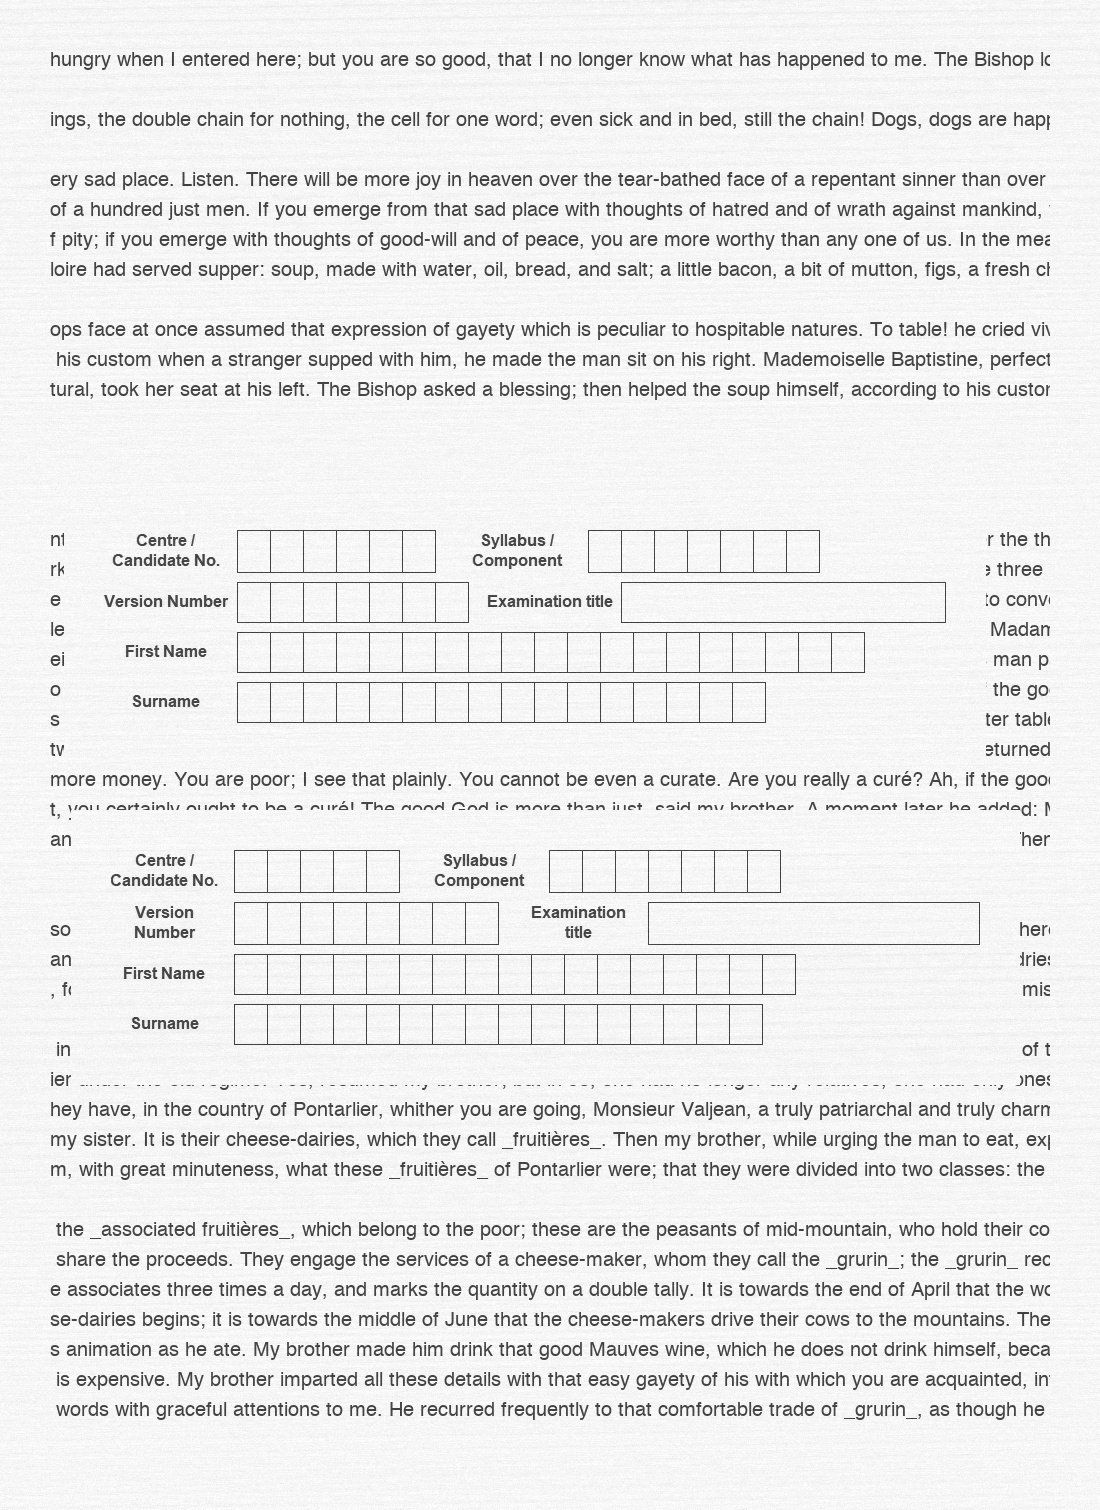 hungry when I entered here; but you are so good, that I no longer know what has happened to me. The Bishop
ings, the double chain for nothing, the cell for one word; even sick and in bed, still the chain! Dogs, dogs are
ery sad place. Listen. There will be more joy in heaven over the tear-bathed face of a repentant sinner than over
of a hundred just men. If you emerge from that sad place with thoughts of hatred and of wrath against mankind,
f pity; if you emerge with thoughts of good-will and of peace, you are more worthy than any one of us. In the
loire had served supper: soup, made with water, oil, bread, and salt; a little bacon, a bit of mutton, figs, a fresh
ops face at once assumed that expression of gayety which is peculiar to hospitable natures. To table! he cried
his custom when a stranger supped with him, he made the man sit on his right. Mademoiselle Baptistine, perfect
tural, took her seat at his left. The Bishop asked a blessing; then helped the soup himself, according to his
Centre / Candidate No. Syllabus / Component
r the th
three
Version Number Examination title
to conv
le Madam
First Name
ei man p
o the
Surname
s ter table
eturned
more money. You are poor; I see that plainly. You cannot be even a curate. Are you really a curé? Ah, if the good
t, you certainly ought to be a curé! The good God is more than just, said my brother. A moment later he added:
an
Centre / Candidate No. Syllabus / Component
Version Number Examination title
so
an
First Name
mis
Surname
in of t
ier under the old regime. Yes, my brother, but in she had no longer any relatives, she had only ones
hey have, in the country of Pontarlier, whither you are going, Monsieur Valjean, a truly patriarchal and truly charm
my sister. It is their cheese-dairies, which they call _fruitières_. Then my brother, while urging the man to eat,
m, with great minuteness, what these _fruitières_ of Pontarlier were; that they were divided into two classes: the
the _associated fruitières_, which belong to the poor; these are the peasants of mid-mountain, who hold their co
share the proceeds. They engage the services of a cheese-maker, whom they call the _grurin_; the _grurin_ rec
e associates three times a day, and marks the quantity on a double tally. It is towards the end of April that the
se-dairies begins; it is towards the middle of June that the cheese-makers drive their cows to the mountains. The
s animation as he ate. My brother made him drink that good Mauves wine, which he does not drink himself, beca
is expensive. My brother imparted all these details with that easy gayety of his with which you are acquainted,
words with graceful attentions to me. He recurred frequently to that comfortable trade of _grurin_, as though he